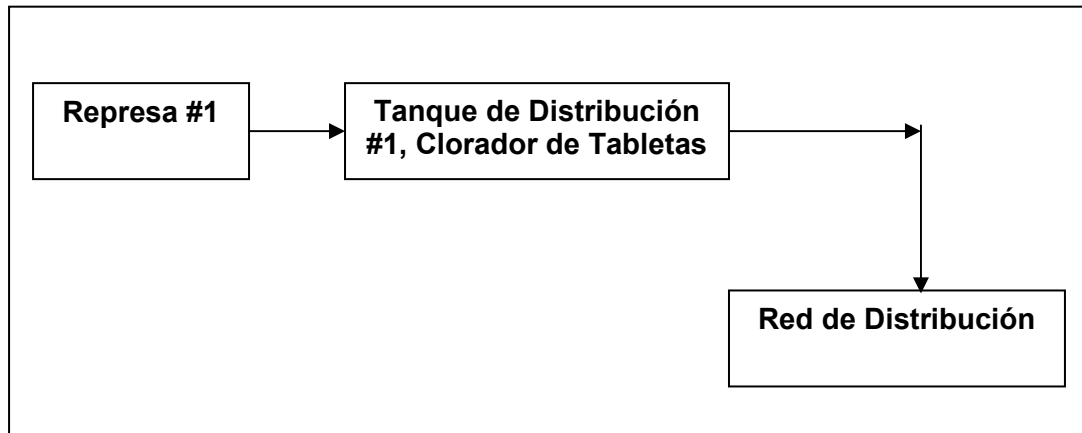 Represa #1
Tanque de Distribución
#1, Clorador de Tabletas
Red de Distribución